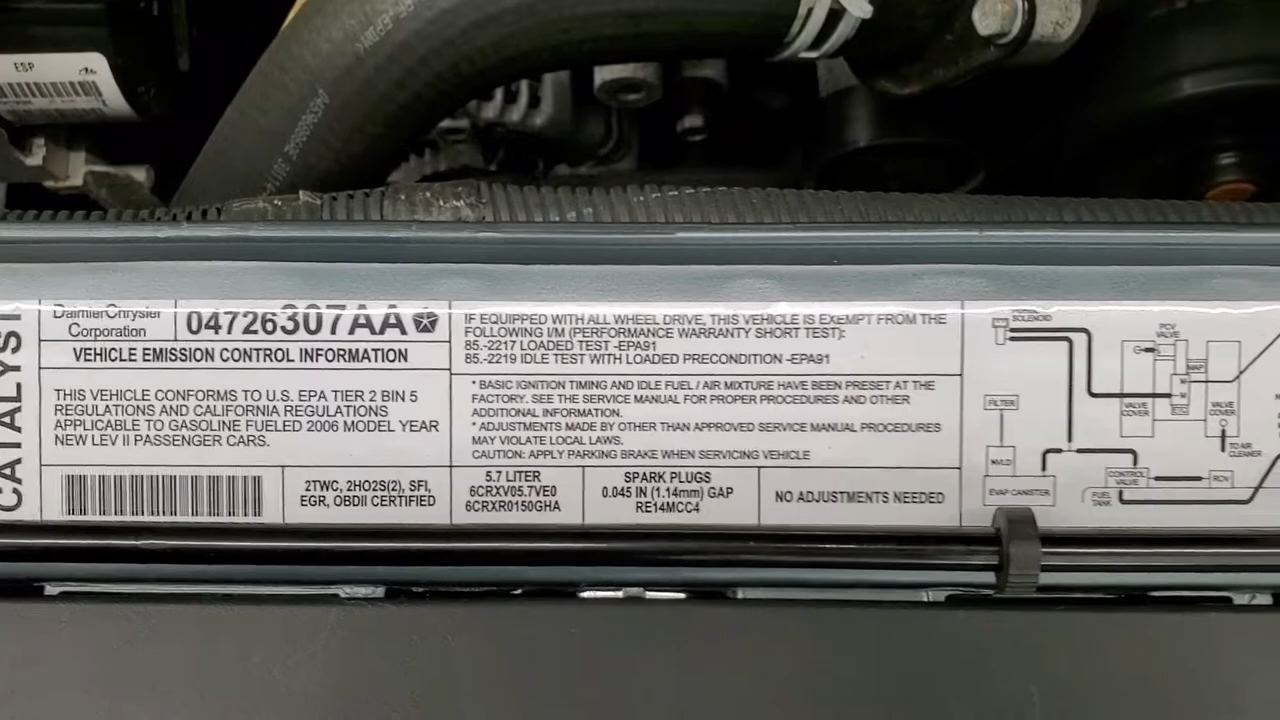 ESP
CATALYST
DaimlerChrysler
Corporation
04726307AA
VEHICLE EMISSION CONTROL INFORMATION
THIS VEHICLE CONFORMS TO U.S. EPA TIER 2 BIN 5
REGULATIONS AND CALIFORNIA REGULATIONS
APPLICABLE TO GASOLINE FUELED 2006 MODEL YEAR
NEW LEV II PASSENGER CARS.
2TWC, 2HO2S(2), SFI,
EGR, OBDII CERTIFIED
IF EQUIPPED WITH ALL WHEEL DRIVE, THIS VEHICLE IS EXEMPT FROM THE
FOLLOWING I/M (PERFORMANCE WARRANTY SHORT TEST):
85.-2217 LOADED TEST -EPA91
85.-2219 IDLE TEST WITH LOADED PRECONDITION -EPA91
* BASIC IGNITION TIMING AND IDLE FUEL / AIR MIXTURE HAVE BEEN PRESET AT THE
FACTORY. SEE THE SERVICE MANUAL FOR PROPER PROCEDURES AND OTHER
ADDITIONAL INFORMATION.
* ADJUSTMENTS MADE BY OTHER THAN APPROVED SERVICE MANUAL PROCEDURES
MAY VIOLATE LOCAL LAWS.
CAUTION: APPLY PARKING BRAKE WHEN SERVICING VEHICLE
5.7 LITER
6CRXV05.7VE0
6CRXR0150GHA
SPARK PLUGS
0.045 IN (1.14mm) GAP
RE14MCC4
NO ADJUSTMENTS NEEDED
SOLENOID
PCV
VALVE
MAP
FILTER
VALVE
COVER
VALVE
COVER
TO AIR
CLEANER
NVLD
EVAP CANISTER
CONTROL
VALVE
RCV
FUEL
TANK